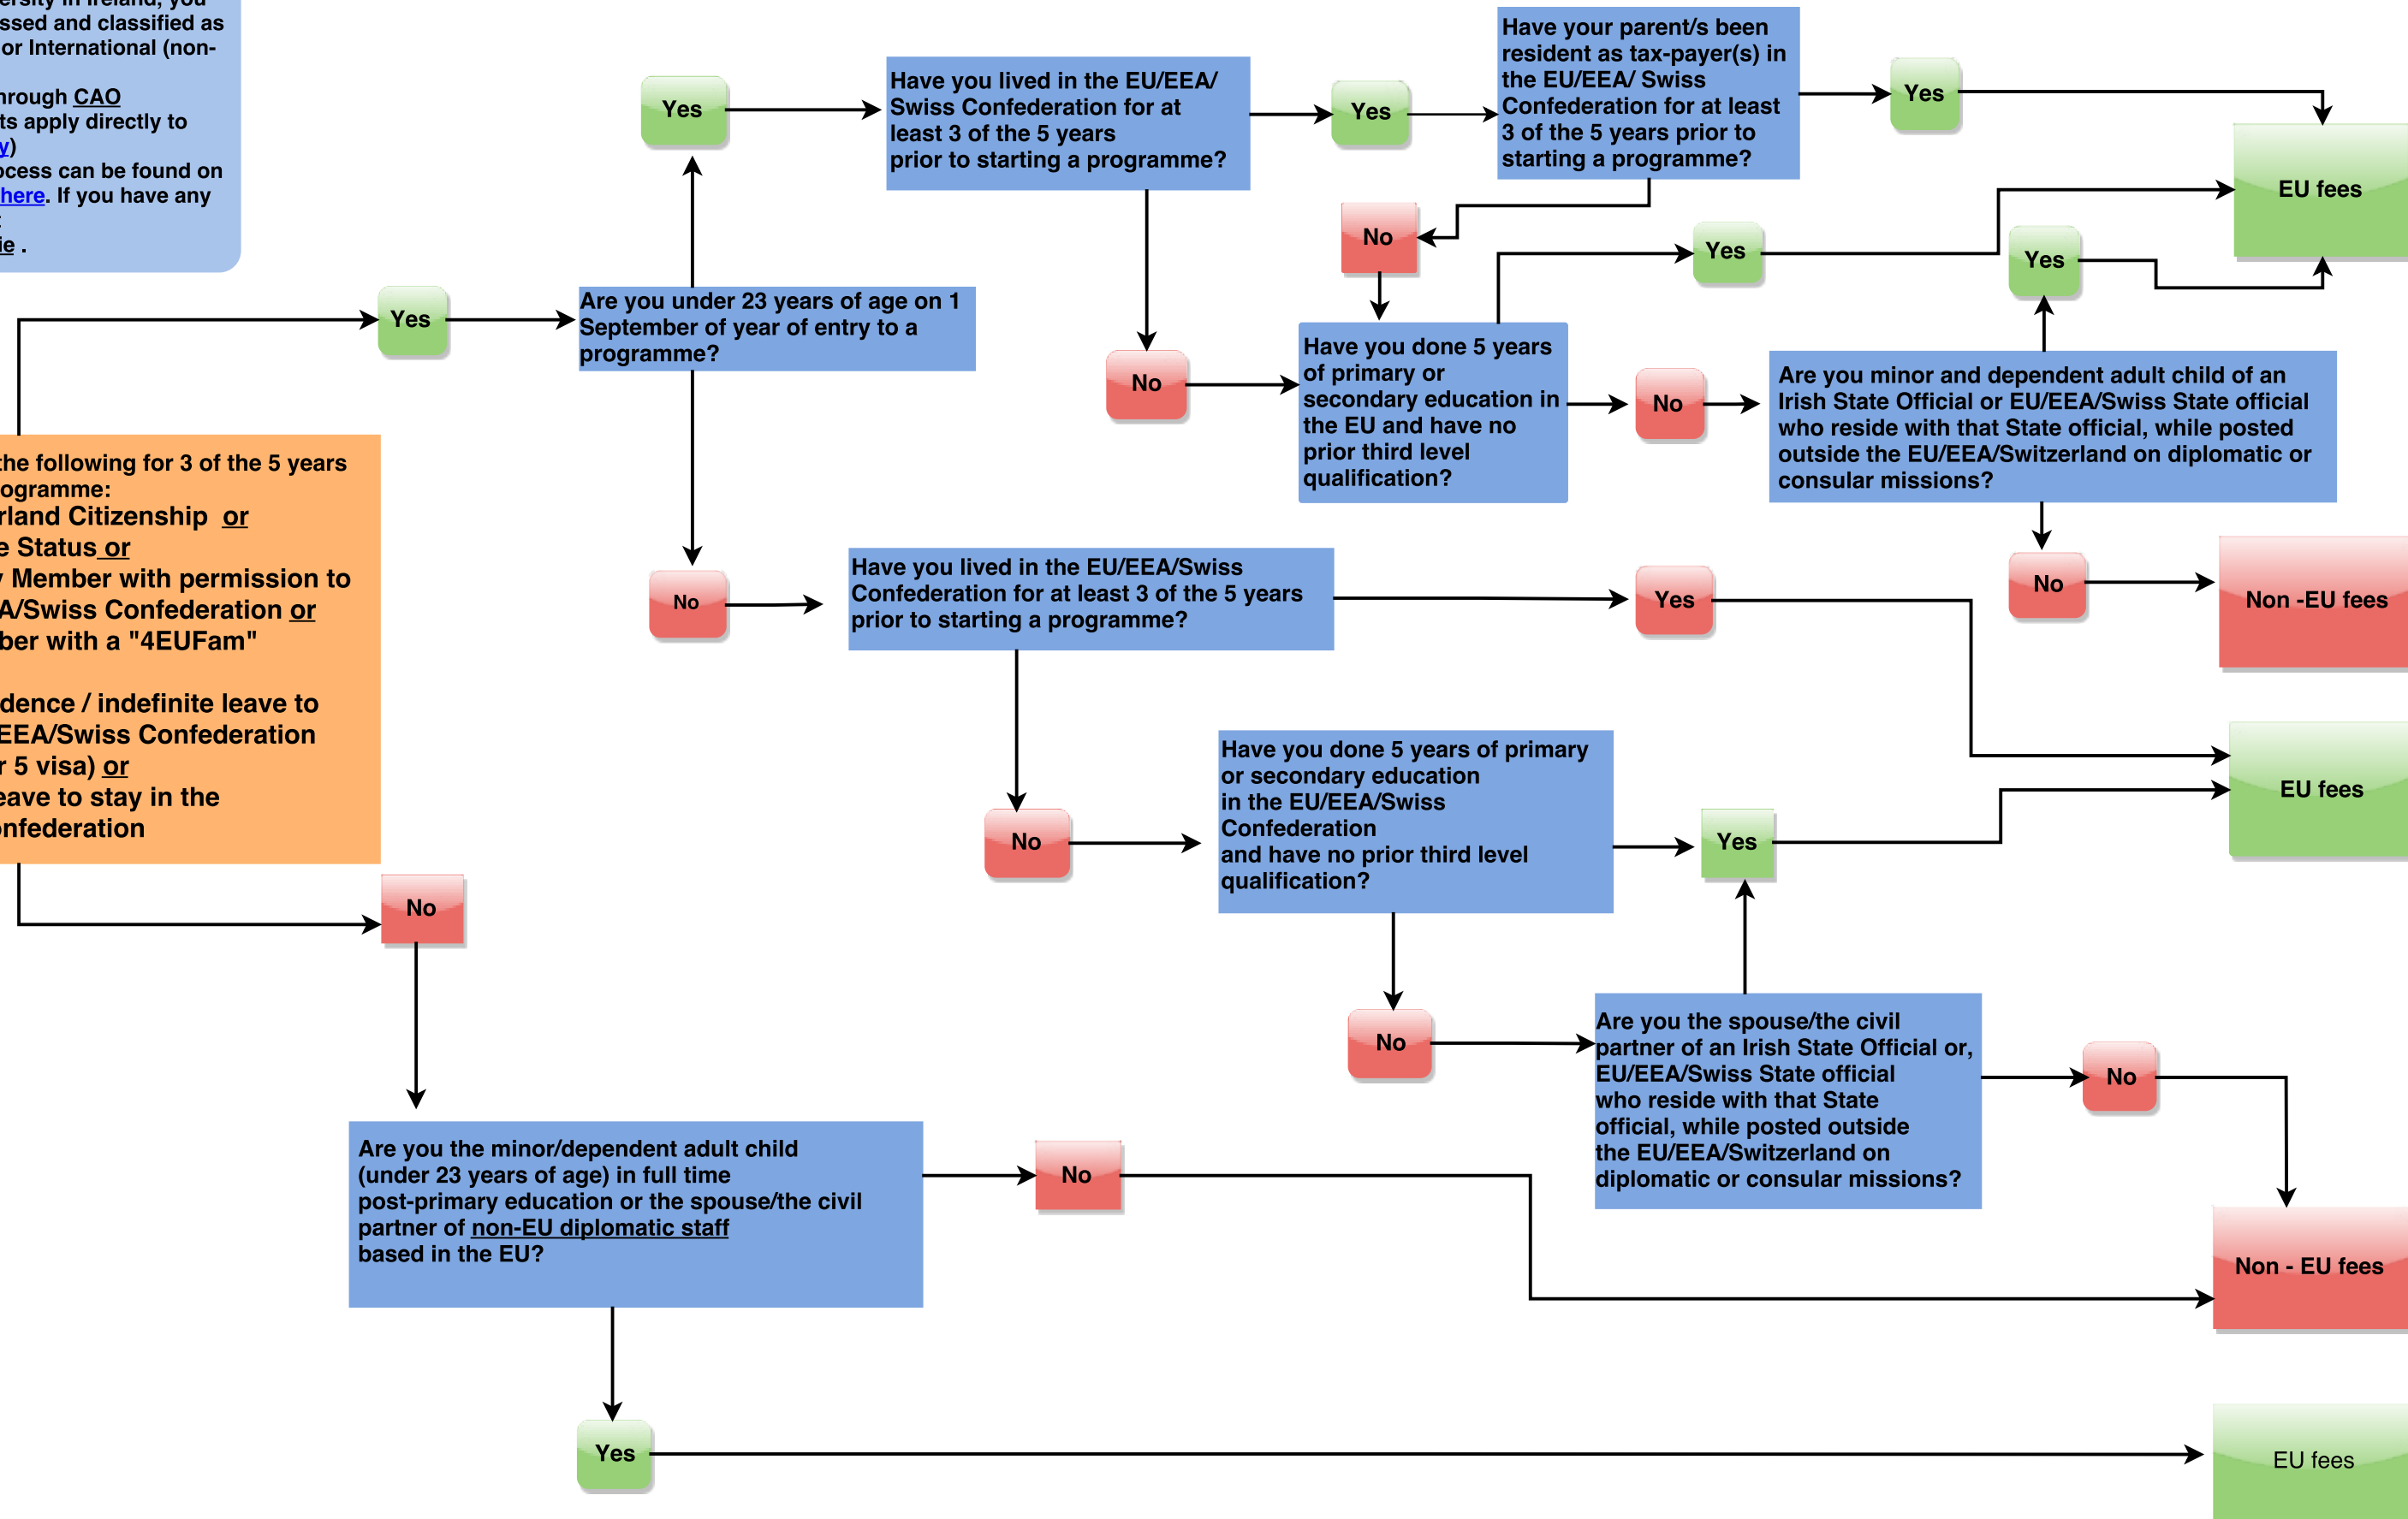 ersity in Ireland, you
ssed and classified as
or International (non-
hrough CAO
ts apply directly to
y)
ocess can be found on
here. If you have any
:
ie .
Yes
Have you lived in the EU/EEA/
Swiss Confederation for at
least 3 of the 5 years
prior to starting a programme?
Yes
Have your parent/s been
resident as tax-payer(s) in
the EU/EEA/ Swiss
Confederation for at least
3 of the 5 years prior to
starting a programme?
Yes
EU fees
No
Yes
Yes
Yes
Are you under 23 years of age on 1
September of year of entry to a
programme?
No
Have you done 5 years
of primary or
secondary education in
the EU and have no
prior third level
qualification?
No
Are you minor and dependent adult child of an
Irish State Official or EU/EEA/Swiss State official
who reside with that State official, while posted
outside the EU/EEA/Switzerland on diplomatic or
consular missions?
the following for 3 of the 5 years
ogramme:
rland Citizenship or
e Status or
y Member with permission to
A/Swiss Confederation or
ber with a "4EUFam"
dence / indefinite leave to
EEA/Swiss Confederation
r 5 visa) or
eave to stay in the
onfederation
No
Have you lived in the EU/EEA/Swiss
Confederation for at least 3 of the 5 years
prior to starting a programme?
Yes
No
Non -EU fees
No
Have you done 5 years of primary
or secondary education
in the EU/EEA/Swiss
Confederation
and have no prior third level
qualification?
Yes
EU fees
No
No
Are you the spouse/the civil
partner of an Irish State Official or,
EU/EEA/Swiss State official
who reside with that State
official, while posted outside
the EU/EEA/Switzerland on
diplomatic or consular missions?
No
Are you the minor/dependent adult child
(under 23 years of age) in full time
post-primary education or the spouse/the civil
partner of non-EU diplomatic staff
based in the EU?
No
Non - EU fees
Yes
EU fees